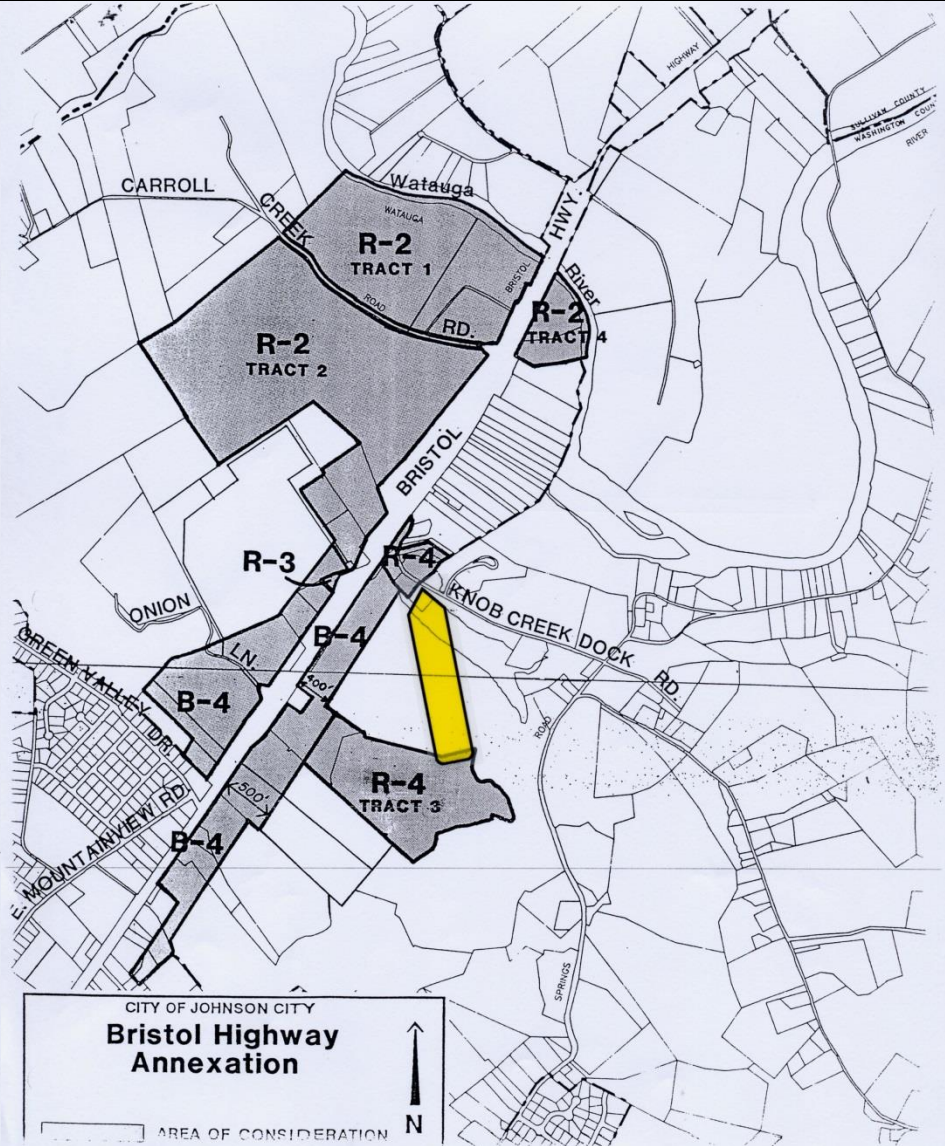 HIGHWAY
SULLIVAN COUNTY
WASHINGTON COUN
RIVER
CARROLL
CREEK
Watauga
WATAUGA
HWY.
R-2
TRACT 1
BRISTOL
River
ROAD
RD.
R-2
TRACT 4
R-2
TRACT 2
BRISTOL
R-3
R-4
KNOB CREEK DOCK
RD.
ONION
LN.
B-4
GREEN VALLEY
DR.
B-4
400'
ROAD
R-4
TRACT 3
500'
E. MOUNTAINVIEW RD.
B-4
SPRINGS
CITY OF JOHNSON CITY
Bristol Highway
Annexation
N
AREA OF CONSIDERATION